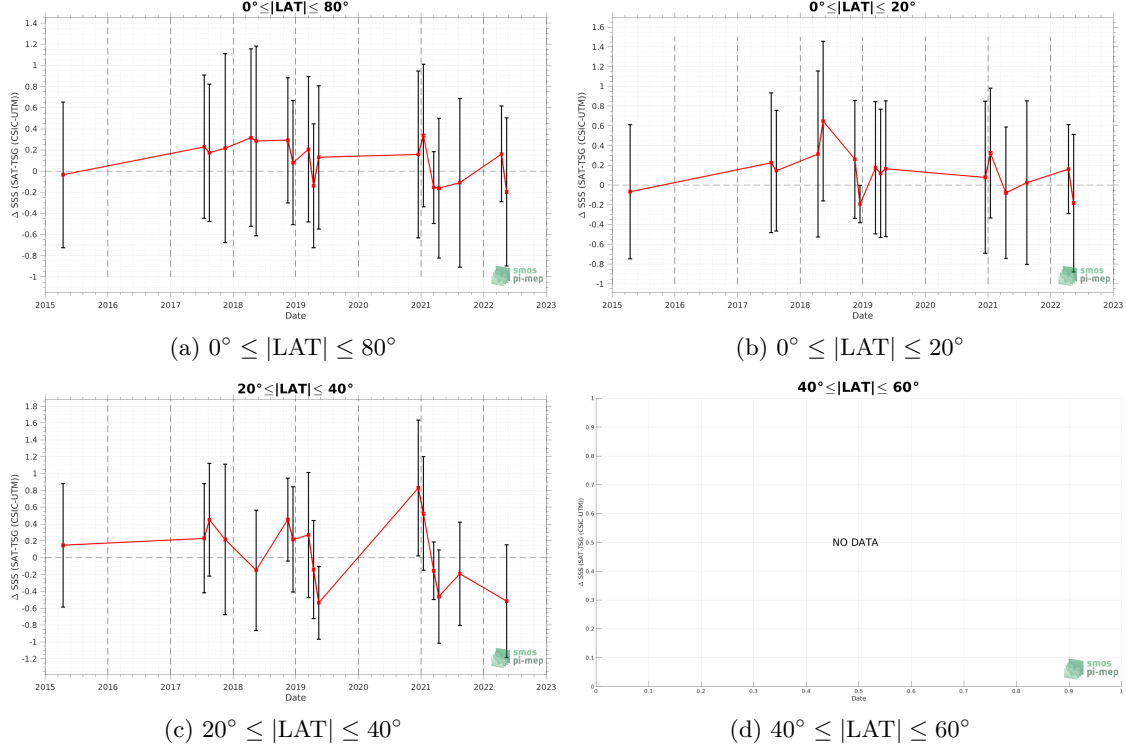 0°≤|LAT|≤ 80°
Δ SSS (SAT-TSG (CSIC-UTM))
1.4
1.2
1
0.8
0.6
0.4
0.2
0
-0.2
-0.4
-0.6
-0.8
-1
2015 2016 2017 2018 2019 2020 2021 2022 2023
Date
smos
pi-mep
(a) 0° ≤ |LAT| ≤ 80°
0°≤|LAT|≤ 20°
Δ SSS (SAT-TSG (CSIC-UTM))
1.6
1.4
1.2
1
0.8
0.6
0.4
0.2
0
-0.2
-0.4
-0.6
-0.8
-1
2015 2016 2017 2018 2019 2020 2021 2022 2023
Date
smos
pi-mep
(b) 0° ≤ |LAT| ≤ 20°
20°≤|LAT|≤ 40°
Δ SSS (SAT-TSG (CSIC-UTM))
1.8
1.6
1.4
1.2
1
0.8
0.6
0.4
0.2
0
-0.2
-0.4
-0.6
-0.8
-1
-1.2
2015 2016 2017 2018 2019 2020 2021 2022 2023
Date
smos
pi-mep
(c) 20° ≤ |LAT| ≤ 40°
40°≤|LAT|≤ 60°
Δ SSS (SAT-TSG (CSIC-UTM))
1
0.9
0.8
0.7
0.6
0.5
0.4
0.3
0.2
0.1
0
NO DATA
0 0.1 0.2 0.3 0.4 0.5 0.6 0.7 0.8 0.9 1
Date
smos
pi-mep
(d) 40° ≤ |LAT| ≤ 60°